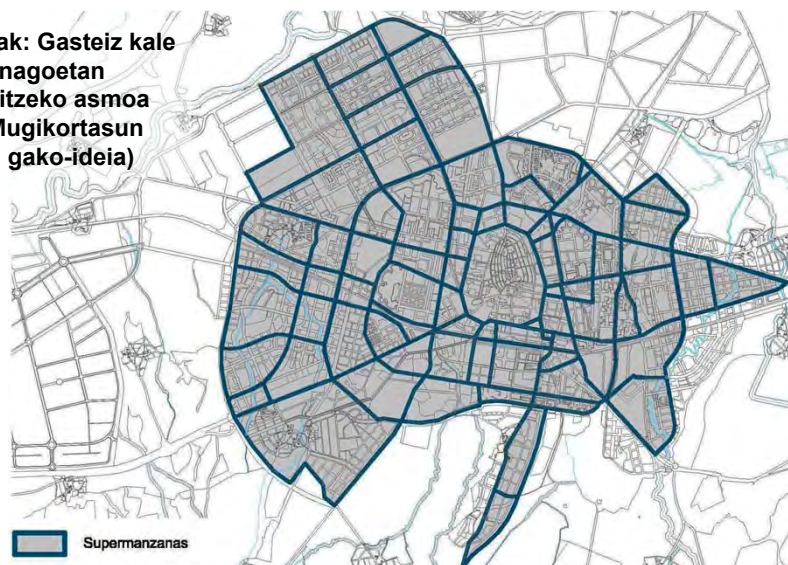 ak: Gasteiz kale
nagoetan
itzeko asmoa
Mugikortasun
gako-ideia)
Supermanzanas